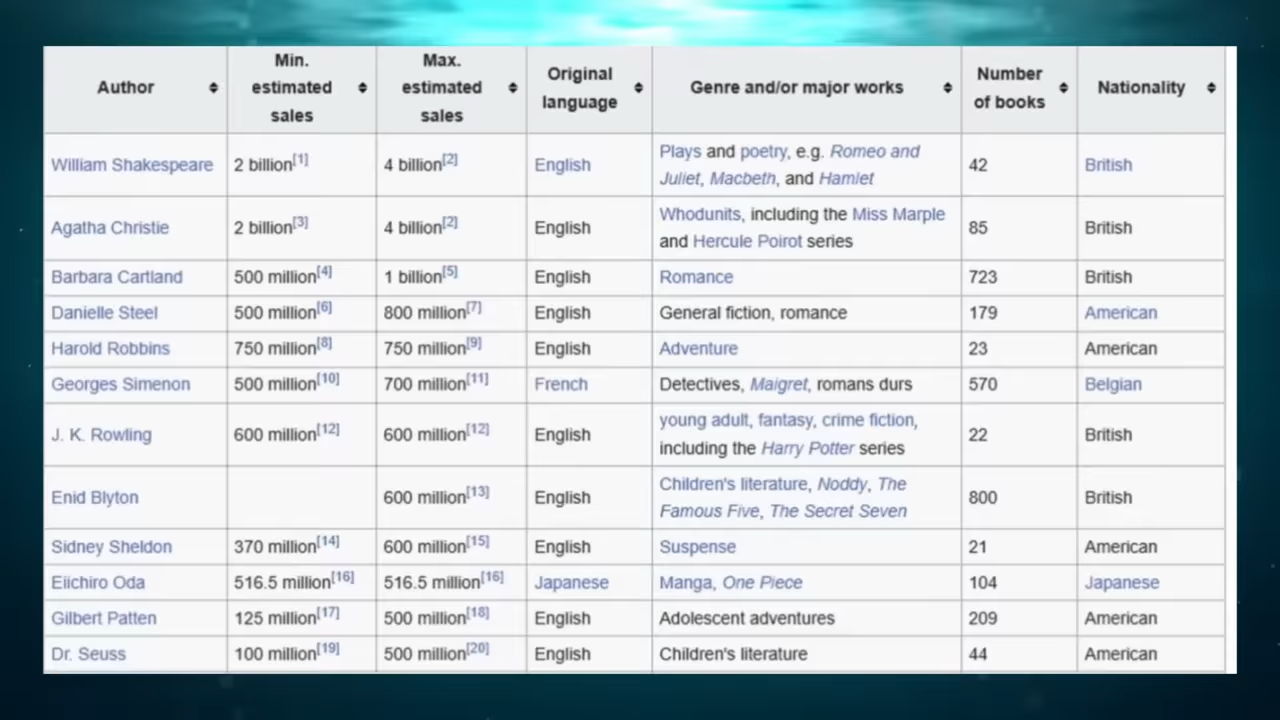 Author Min. estimated sales Max. estimated sales Original language Genre and/or major works Number of books Nationality
William Shakespeare 2 billion[1] 4 billion[2] English Plays and poetry, e.g. Romeo and Juliet, Macbeth, and Hamlet 42 British
Agatha Christie 2 billion[3] 4 billion[2] English Whodunits, including the Miss Marple and Hercule Poirot series 85 British
Barbara Cartland 500 million[4] 1 billion[5] English Romance 723 British
Danielle Steel 500 million[6] 800 million[7] English General fiction, romance 179 American
Harold Robbins 750 million[8] 750 million[9] English Adventure 23 American
Georges Simenon 500 million[10] 700 million[11] French Detectives, Maigret, romans durs 570 Belgian
J. K. Rowling 600 million[12] 600 million[12] English young adult, fantasy, crime fiction, including the Harry Potter series 22 British
Enid Blyton 600 million[13] English Children's literature, Noddy, The Famous Five, The Secret Seven 800 British
Sidney Sheldon 370 million[14] 600 million[15] English Suspense 21 American
Eiichiro Oda 516.5 million[16] 516.5 million[16] Japanese Manga, One Piece 104 Japanese
Gilbert Patten 125 million[17] 500 million[18] English Adolescent adventures 209 American
Dr. Seuss 100 million[19] 500 million[20] English Children's literature 44 American